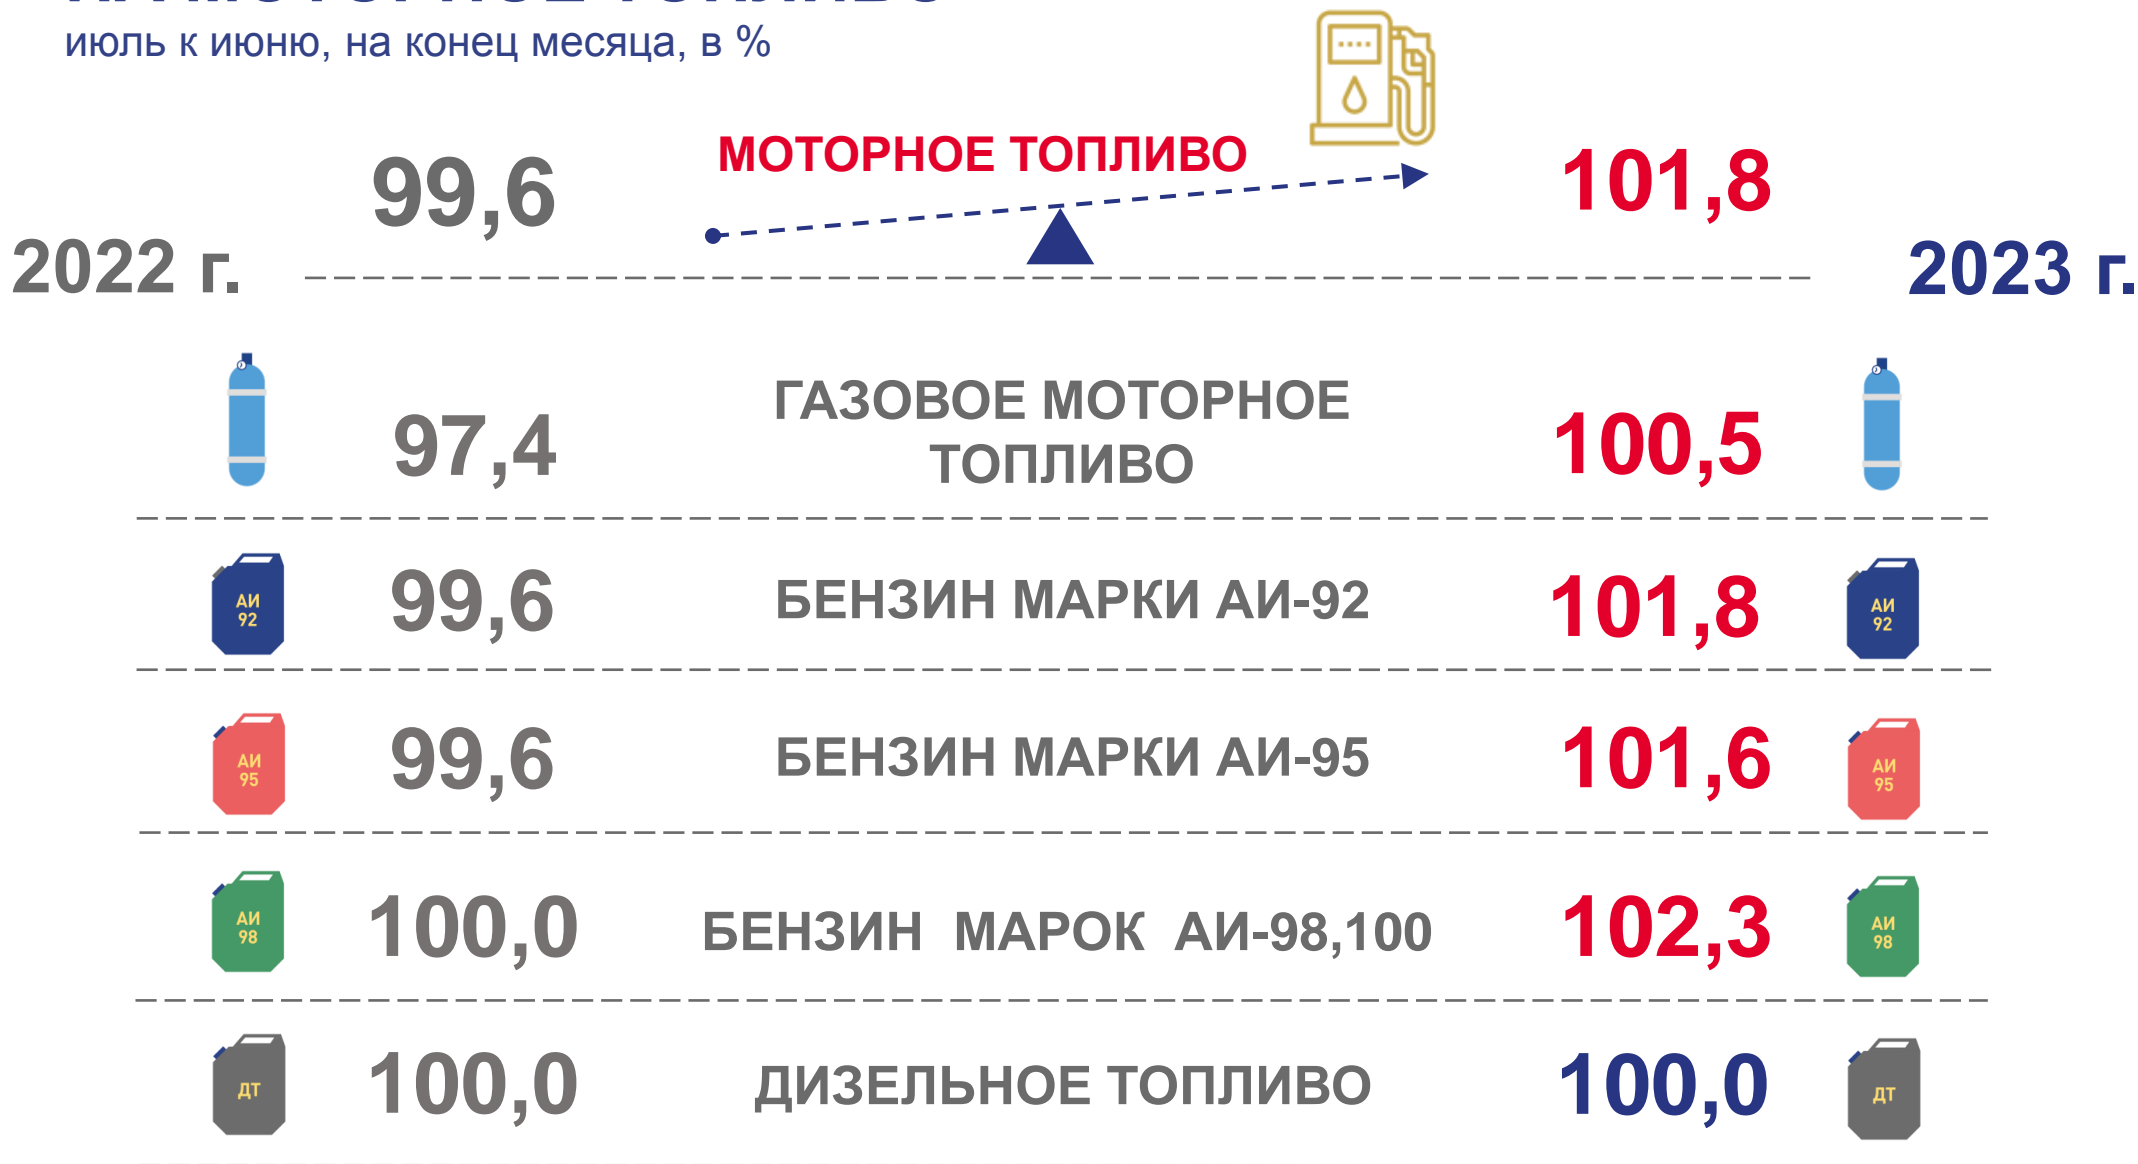 июль к июню, на конец месяца, в %
МОТОРНОЕ ТОПЛИВО
99,6
101,8
2022 г.
2023 г.
ГАЗОВОЕ МОТОРНОЕ
ТОПЛИВО
97,4
100,5
АИ
92
99,6
БЕНЗИН МАРКИ АИ-92
101,8
АИ
92
АИ
95
99,6
БЕНЗИН МАРКИ АИ-95
101,6
АИ
95
АИ
98
100,0
БЕНЗИН МАРОК АИ-98,100
102,3
АИ
98
ДТ
100,0
ДИЗЕЛЬНОЕ ТОПЛИВО
100,0
ДТ